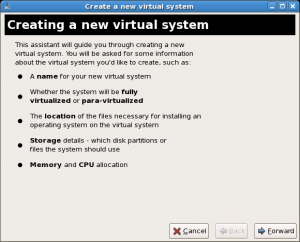 Create a new virtual system
Creating a new virtual system
This assistant will guide you through creating a new
virtual system. You will be asked for some information
about the virtual system you'd like to create, such as:
A name for your new virtual system
Whether the system will be fully
virtualized or para-virtualized
The location of the files necessary for installing an
operating system on the virtual system
Storage details - which disk partitions or
files the system should use
Memory and CPU allocation
Cancel Back Forward